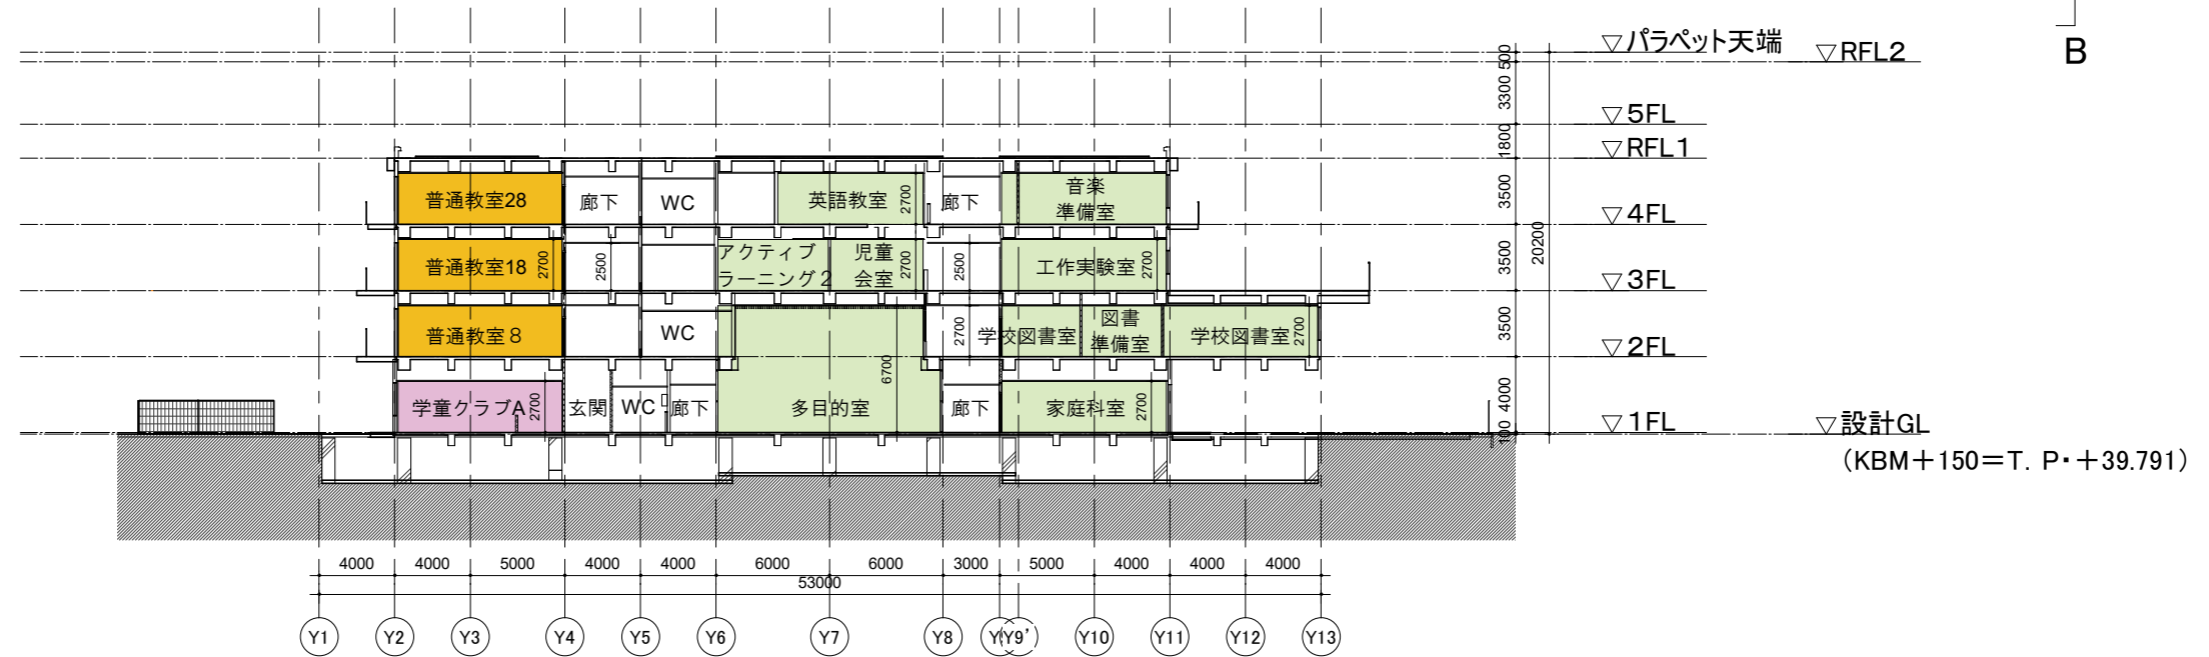 ▽パラペット天端
▽RFL2
B
500
3300
▽5FL
1800
▽RFL1
普通教室28
廊下
WC
英語教室
2700
廊下
音楽
準備室
3500
▽4FL
20200
普通教室18
2700
2500
アクティブ
ラーニング2
児童
会室
2700
2500
工作実験室
2700
3500
▽3FL
普通教室8
WC
2700
学校図書室
図書
準備室
学校図書室
2700
3500
▽2FL
6700
学童クラブA
2700
玄関
WC
廊下
多目的室
廊下
家庭科室
2700
4000
100
▽1FL
▽設計GL
（KBM＋150＝T. P・＋39.791）
4000 4000 5000 4000 4000 6000 6000 3000 5000 4000 4000 4000
53000
Y1 Y2 Y3 Y4 Y5 Y6 Y7 Y8 Y9' Y10 Y11 Y12 Y13